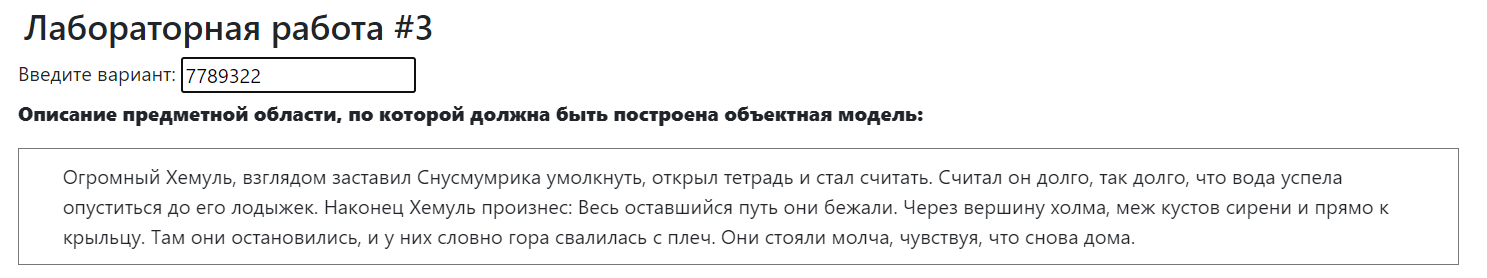 Лабораторная работа #3
Введите вариант: 7789322
Описание предметной области, по которой должна быть построена объектная модель:
Огромный Хемуль, взглядом заставил Снусмумрика умолкнуть, открыл тетрадь и стал считать. Считал он долго, так долго, что вода успела
опуститься до его лодыжек. Наконец Хемуль произнес: Весь оставшийся путь они бежали. Через вершину холма, меж кустов сирени и прямо к
крыльцу. Там они остановились, и у них словно гора свалилась с плеч. Они стояли молча, чувствуя, что снова дома.